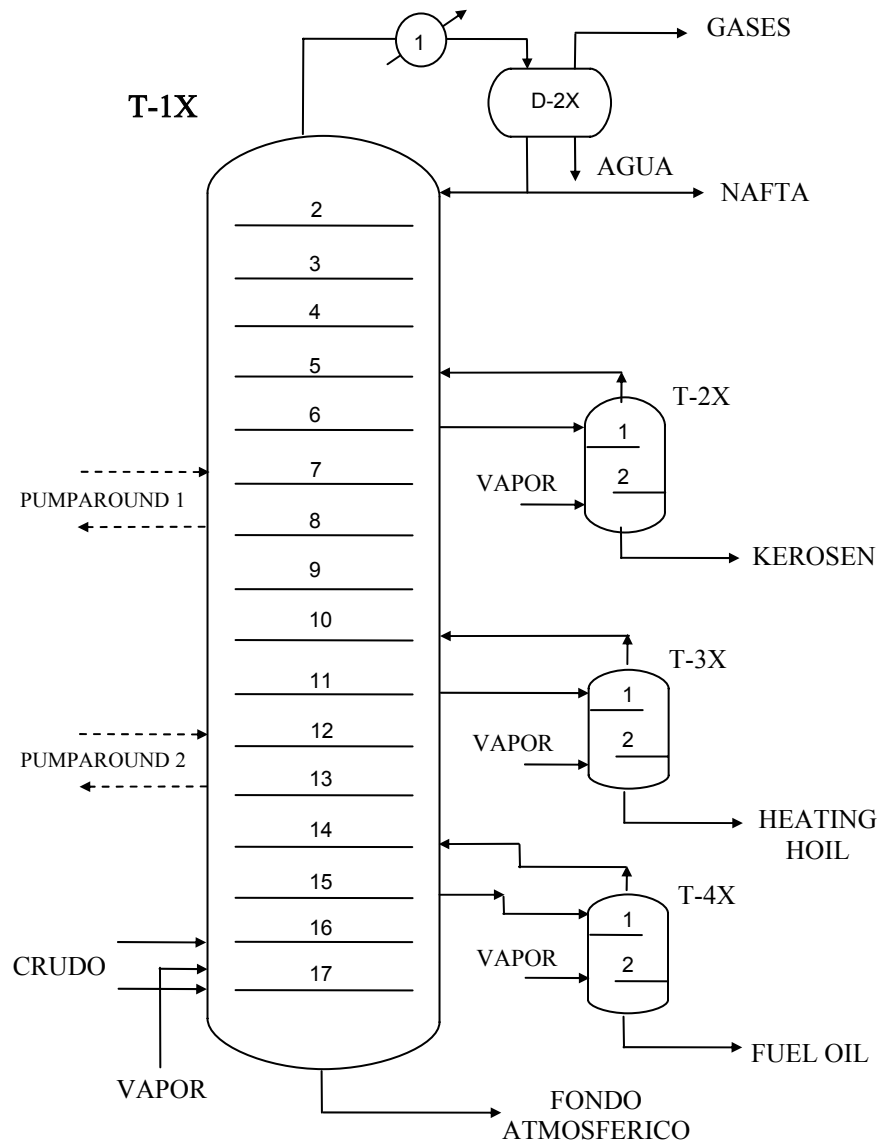 GASES
1
D-2X
T-1X
AGUA
NAFTA
2
3
4
5
T-2X
6
1
7
2
VAPOR
PUMPAROUND 1
8
KEROSEN
9
10
T-3X
11
1
12
VAPOR
2
PUMPAROUND 2
13
HEATING
HOIL
14
T-4X
15
1
16
CRUDO
VAPOR
2
17
FUEL OIL
VAPOR
FONDO
ATMOSFERICO